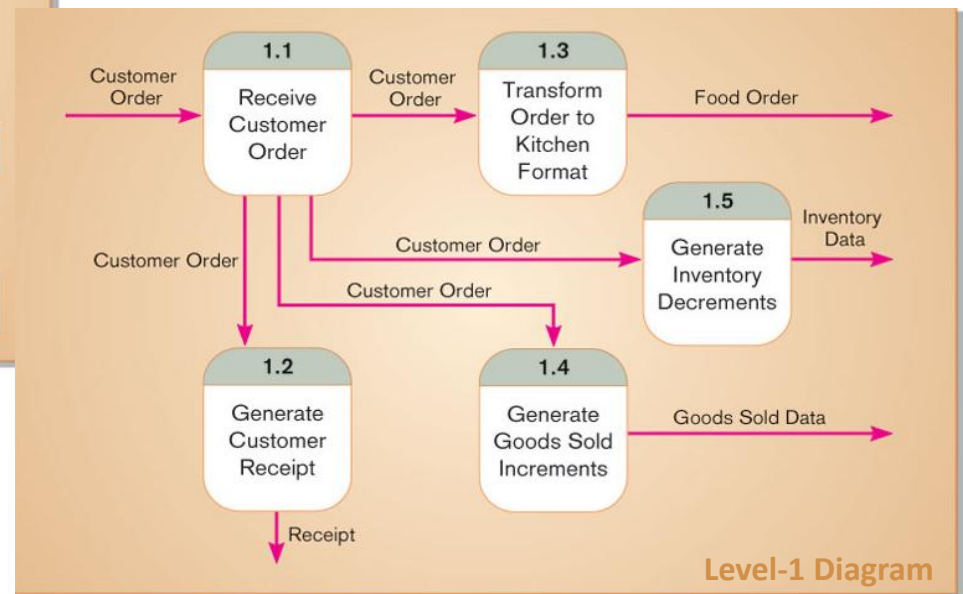 1.1
Receive
Customer
Order
1.3
Transform
Order to
Kitchen
Format
Customer
Order
Customer
Order
Food Order
1.5
Generate
Inventory
Decrements
Inventory
Data
Customer Order
Customer Order
Customer Order
1.2
Generate
Customer
Receipt
1.4
Generate
Goods Sold
Increments
Goods Sold Data
Receipt
Level-1 Diagram